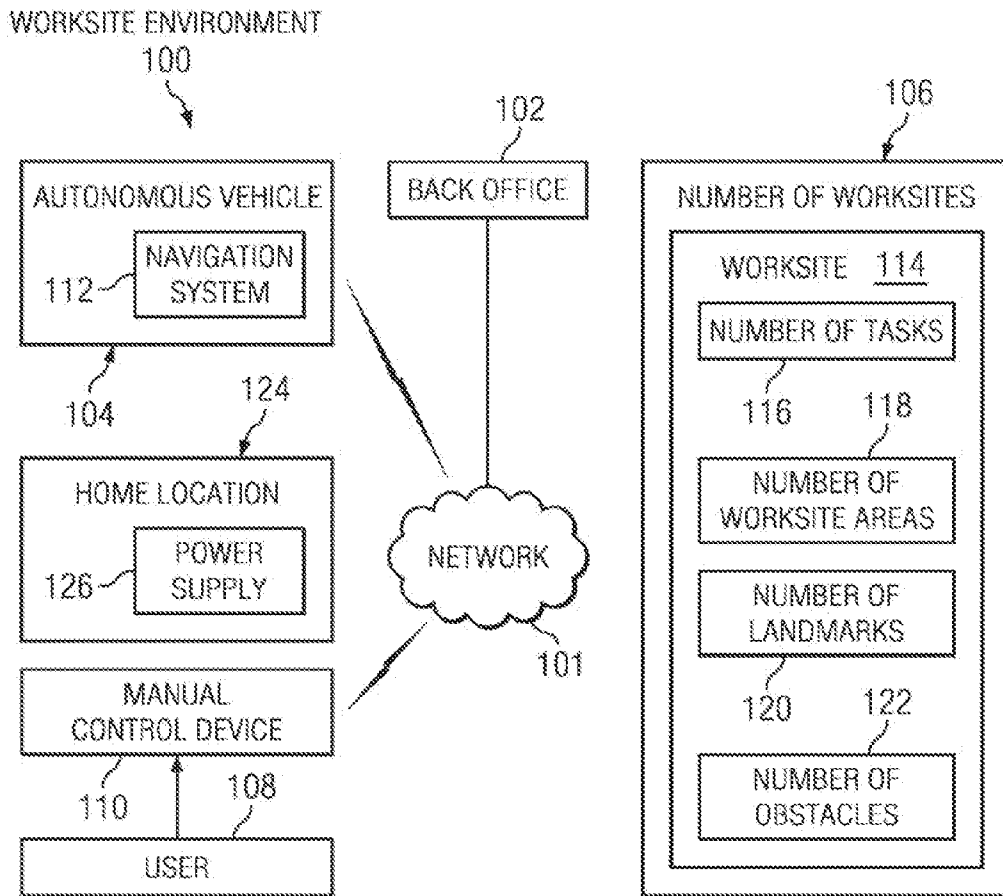 WORKSITE ENVIRONMENT
100
AUTONOMOUS VEHICLE
112
NAVIGATION
SYSTEM
104
124
HOME LOCATION
126
POWER
SUPPLY
MANUAL
CONTROL DEVICE
110
108
USER
102
BACK OFFICE
NETWORK
101
106
NUMBER OF WORKSITES
WORKSITE 114
NUMBER OF TASKS
116
118
NUMBER OF
WORKSITE AREAS
NUMBER OF
LANDMARKS
120
122
NUMBER OF
OBSTACLES